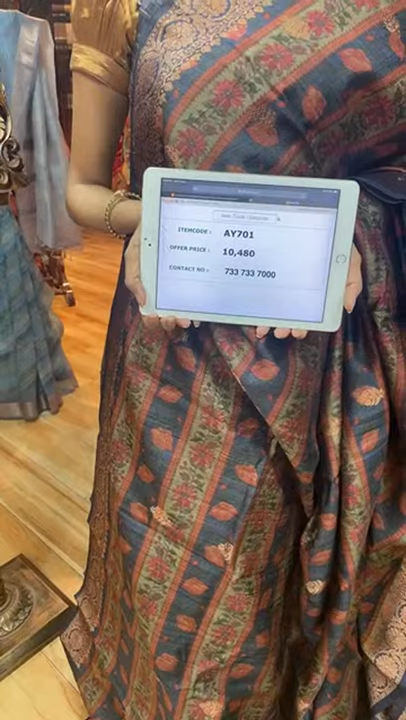 ITEMCODE : AY701
OFFER PRICE : 10,480
CONTACT NO : 733 733 7000